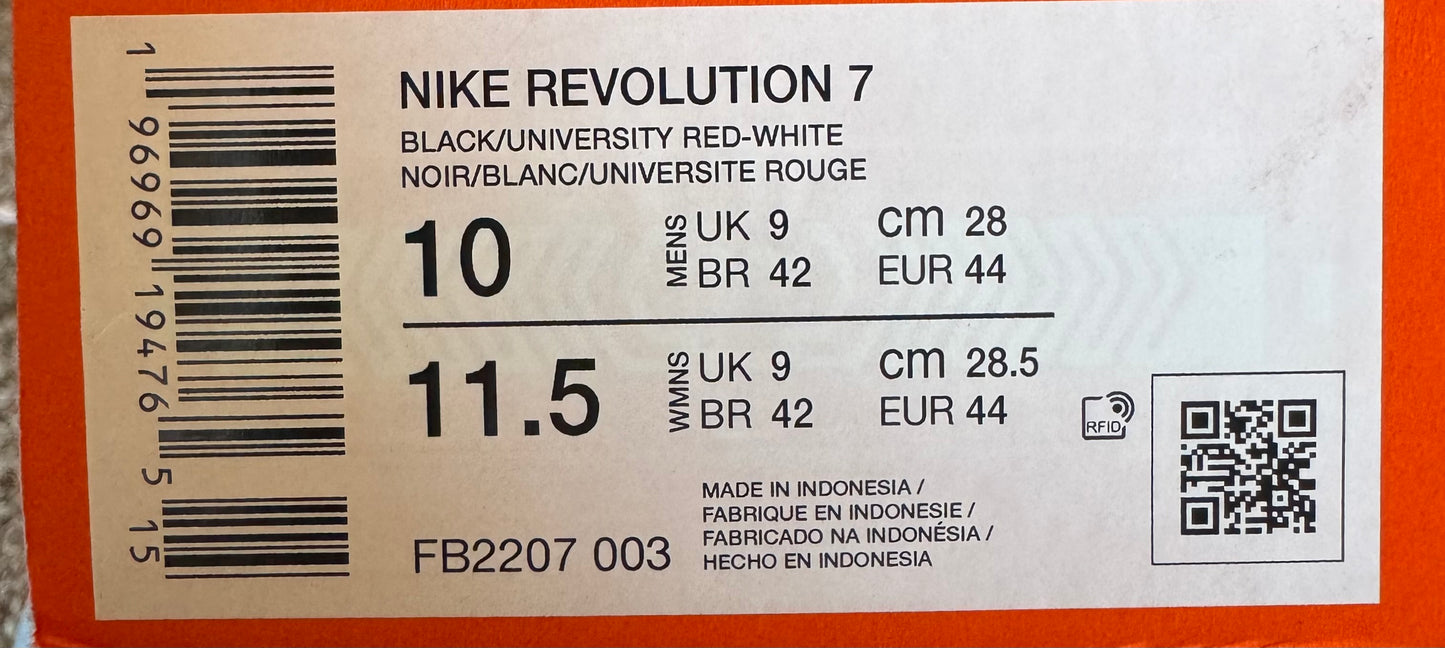 1 96969 19476 5 15
NIKE REVOLUTION 7
BLACK/UNIVERSITY RED-WHITE
NOIR/BLANC/UNIVERSITE ROUGE
10 MENS UK 9 cm 28
BR 42 EUR 44
11.5 WMNS UK 9 cm 28.5
BR 42 EUR 44
RFID
MADE IN INDONESIA /
FABRIQUE EN INDONESIE /
FABRICADO NA INDONÉSIA /
HECHO EN INDONESIA
FB2207 003